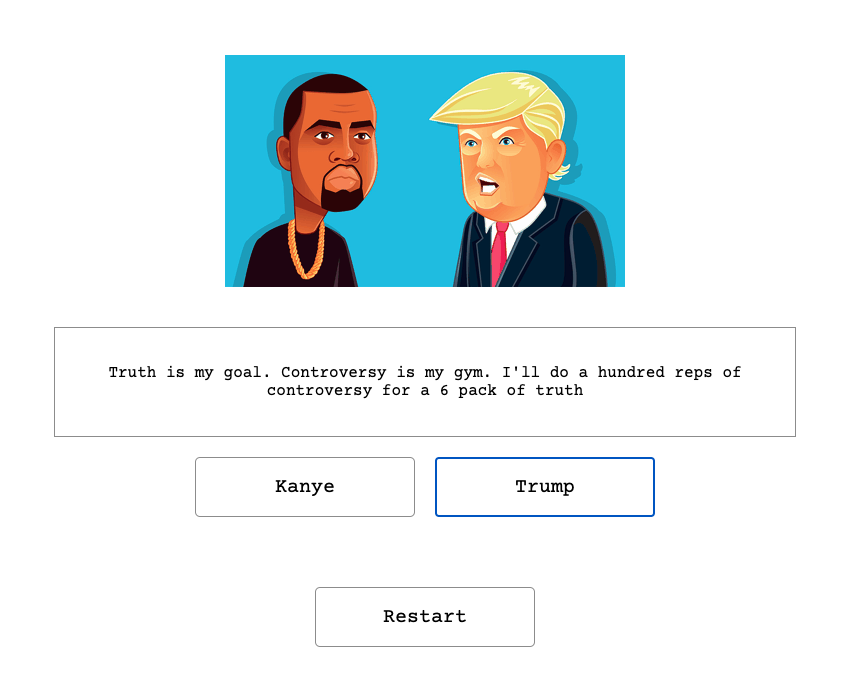 Truth is my goal. Controversy is my gym. I'll do a hundred reps of
controversy for a 6 pack of truth
Kanye
Trump
Restart